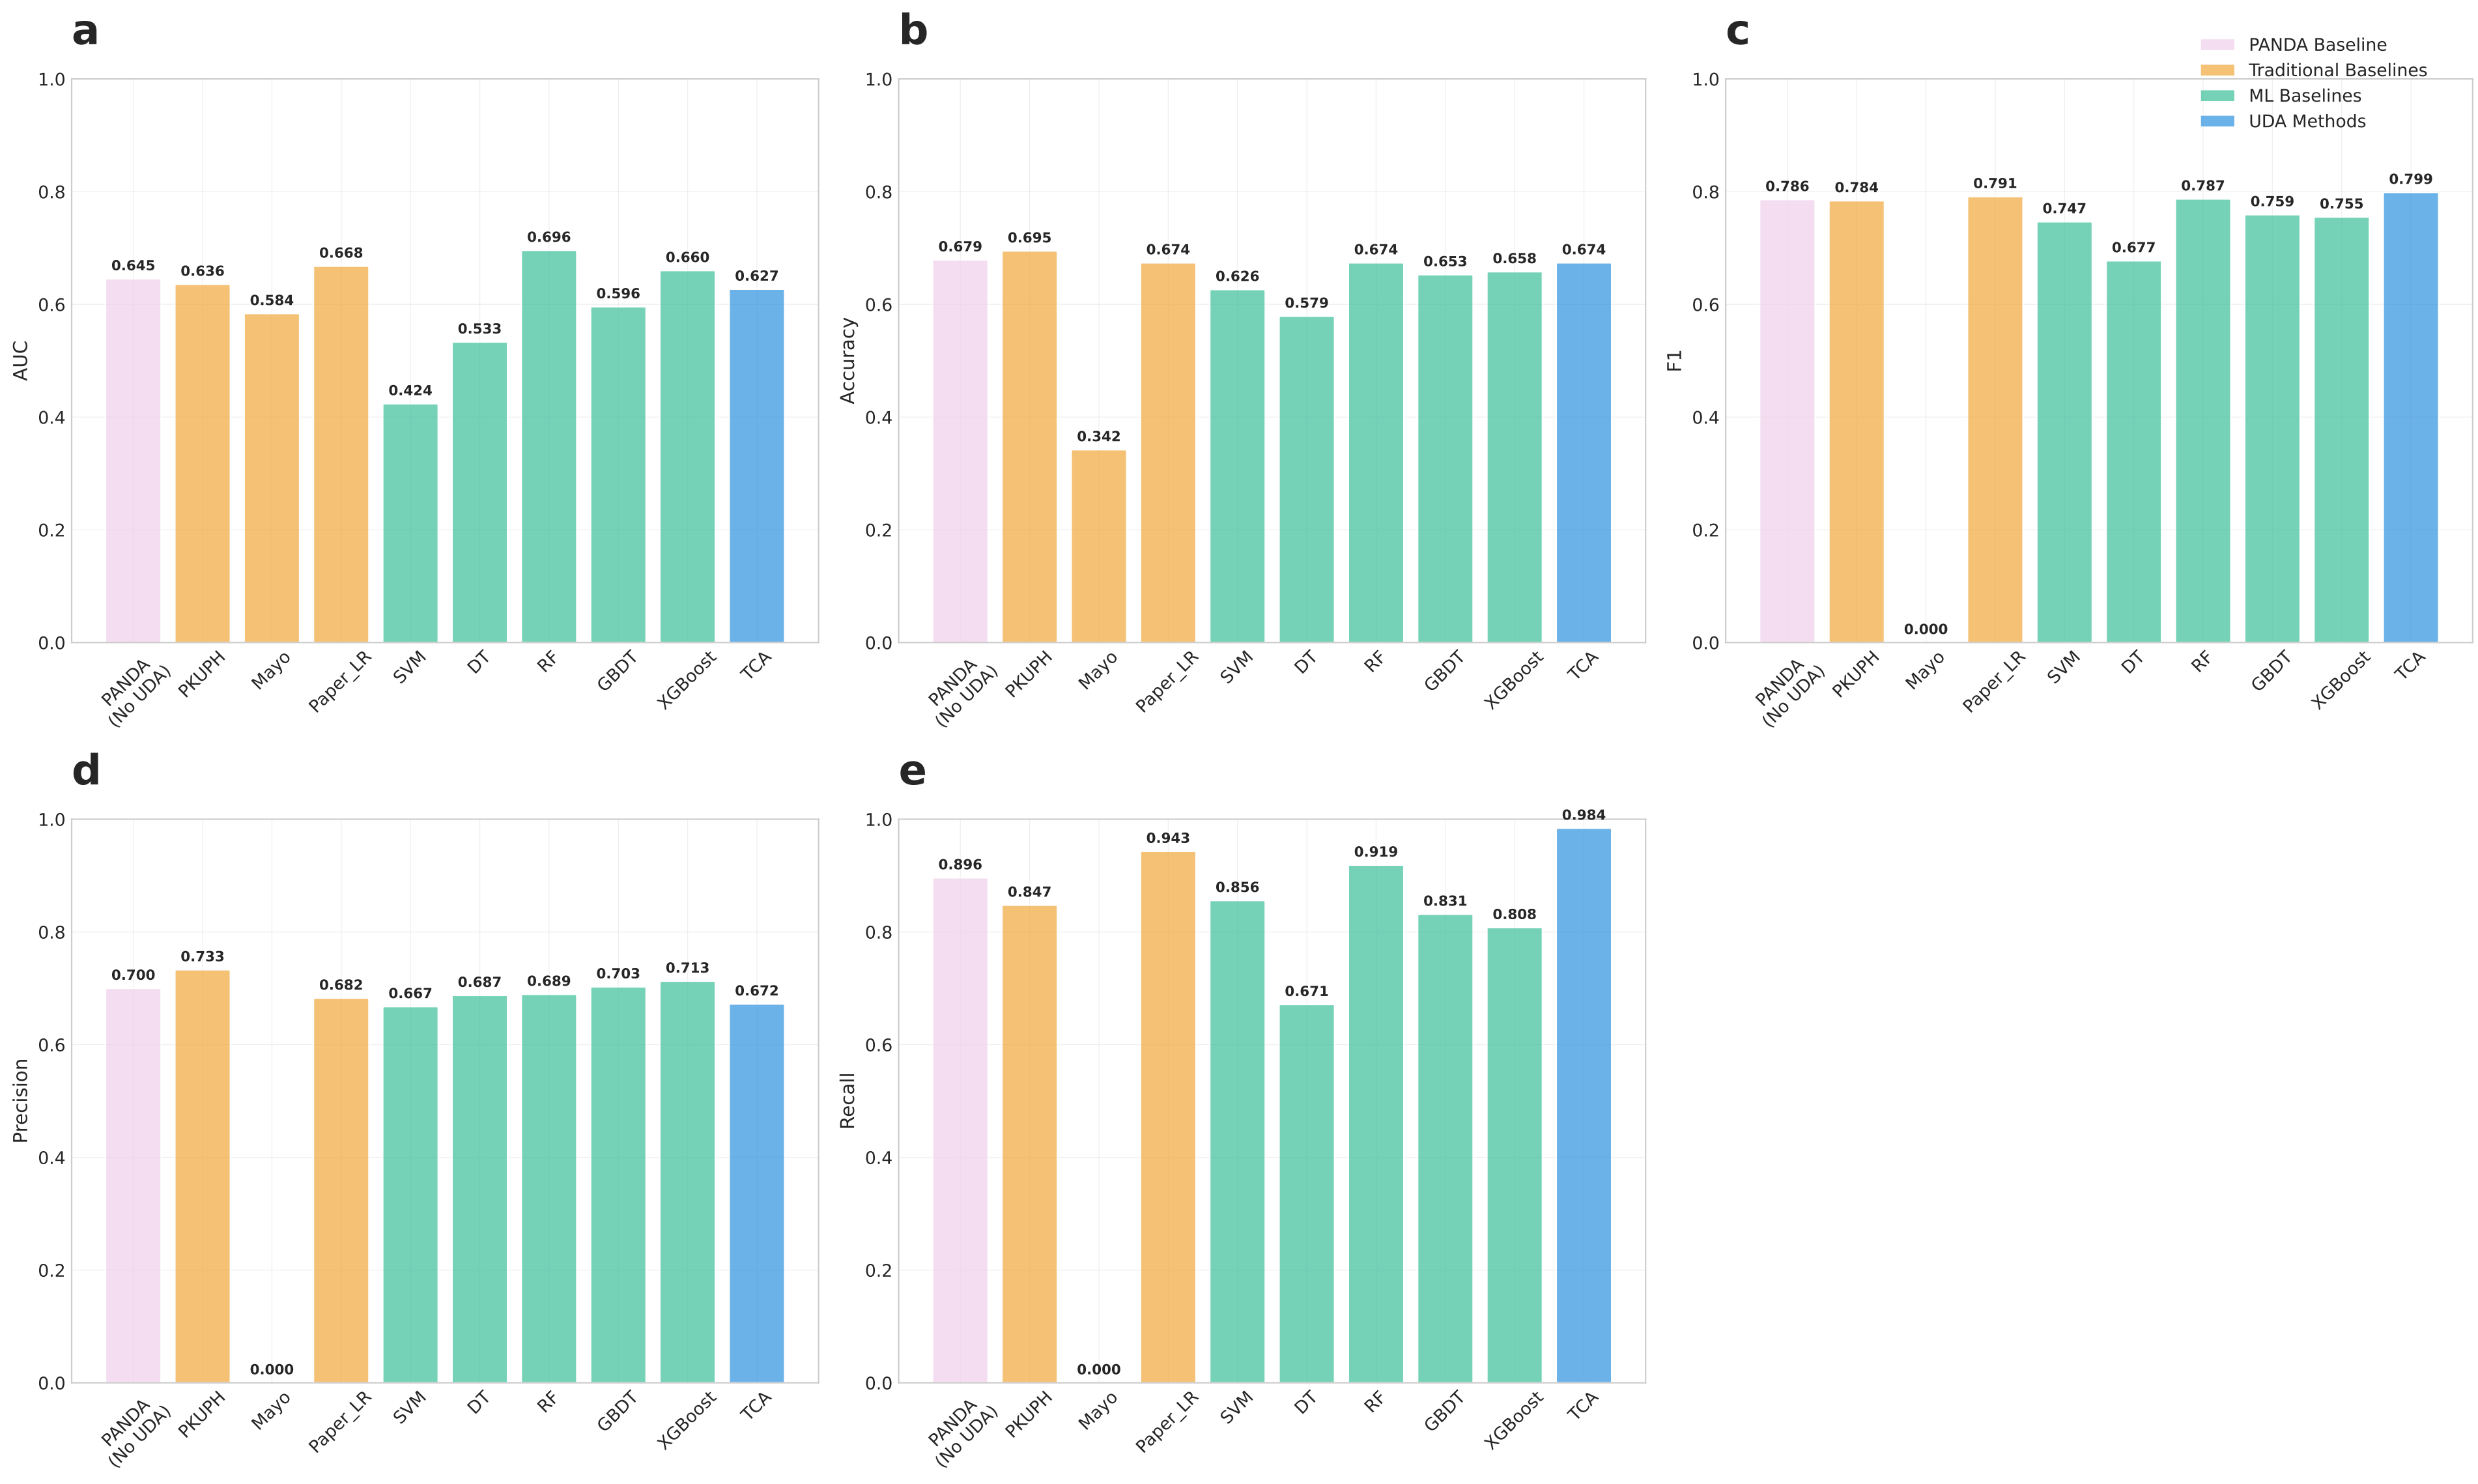 a
b
c
PANDA Baseline
Traditional Baselines
ML Baselines
UDA Methods
1.0
0.8
0.6
0.4
0.2
0.0
AUC
0.645
0.636
0.584
0.668
0.424
0.533
0.696
0.596
0.660
0.627
PANDA
(No UDA)
PKUPH
Mayo
Paper_LR
SVM
DT
RF
GBDT
XGBoost
TCA
1.0
0.8
0.6
0.4
0.2
0.0
Accuracy
0.679
0.695
0.342
0.674
0.626
0.579
0.674
0.653
0.658
0.674
PANDA
(No UDA)
PKUPH
Mayo
Paper_LR
SVM
DT
RF
GBDT
XGBoost
TCA
1.0
0.8
0.6
0.4
0.2
0.0
F1
0.786
0.784
0.000
0.791
0.747
0.677
0.787
0.759
0.755
0.799
PANDA
(No UDA)
PKUPH
Mayo
Paper_LR
SVM
DT
RF
GBDT
XGBoost
TCA
d
e
1.0
0.8
0.6
0.4
0.2
0.0
Precision
0.700
0.733
0.000
0.682
0.667
0.687
0.689
0.703
0.713
0.672
PANDA
(No UDA)
PKUPH
Mayo
Paper_LR
SVM
DT
RF
GBDT
XGBoost
TCA
1.0
0.8
0.6
0.4
0.2
0.0
Recall
0.896
0.847
0.000
0.943
0.856
0.671
0.919
0.831
0.808
0.984
PANDA
(No UDA)
PKUPH
Mayo
Paper_LR
SVM
DT
RF
GBDT
XGBoost
TCA